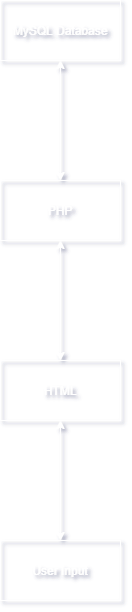 MySQL Database
PHP
HTML
User Input